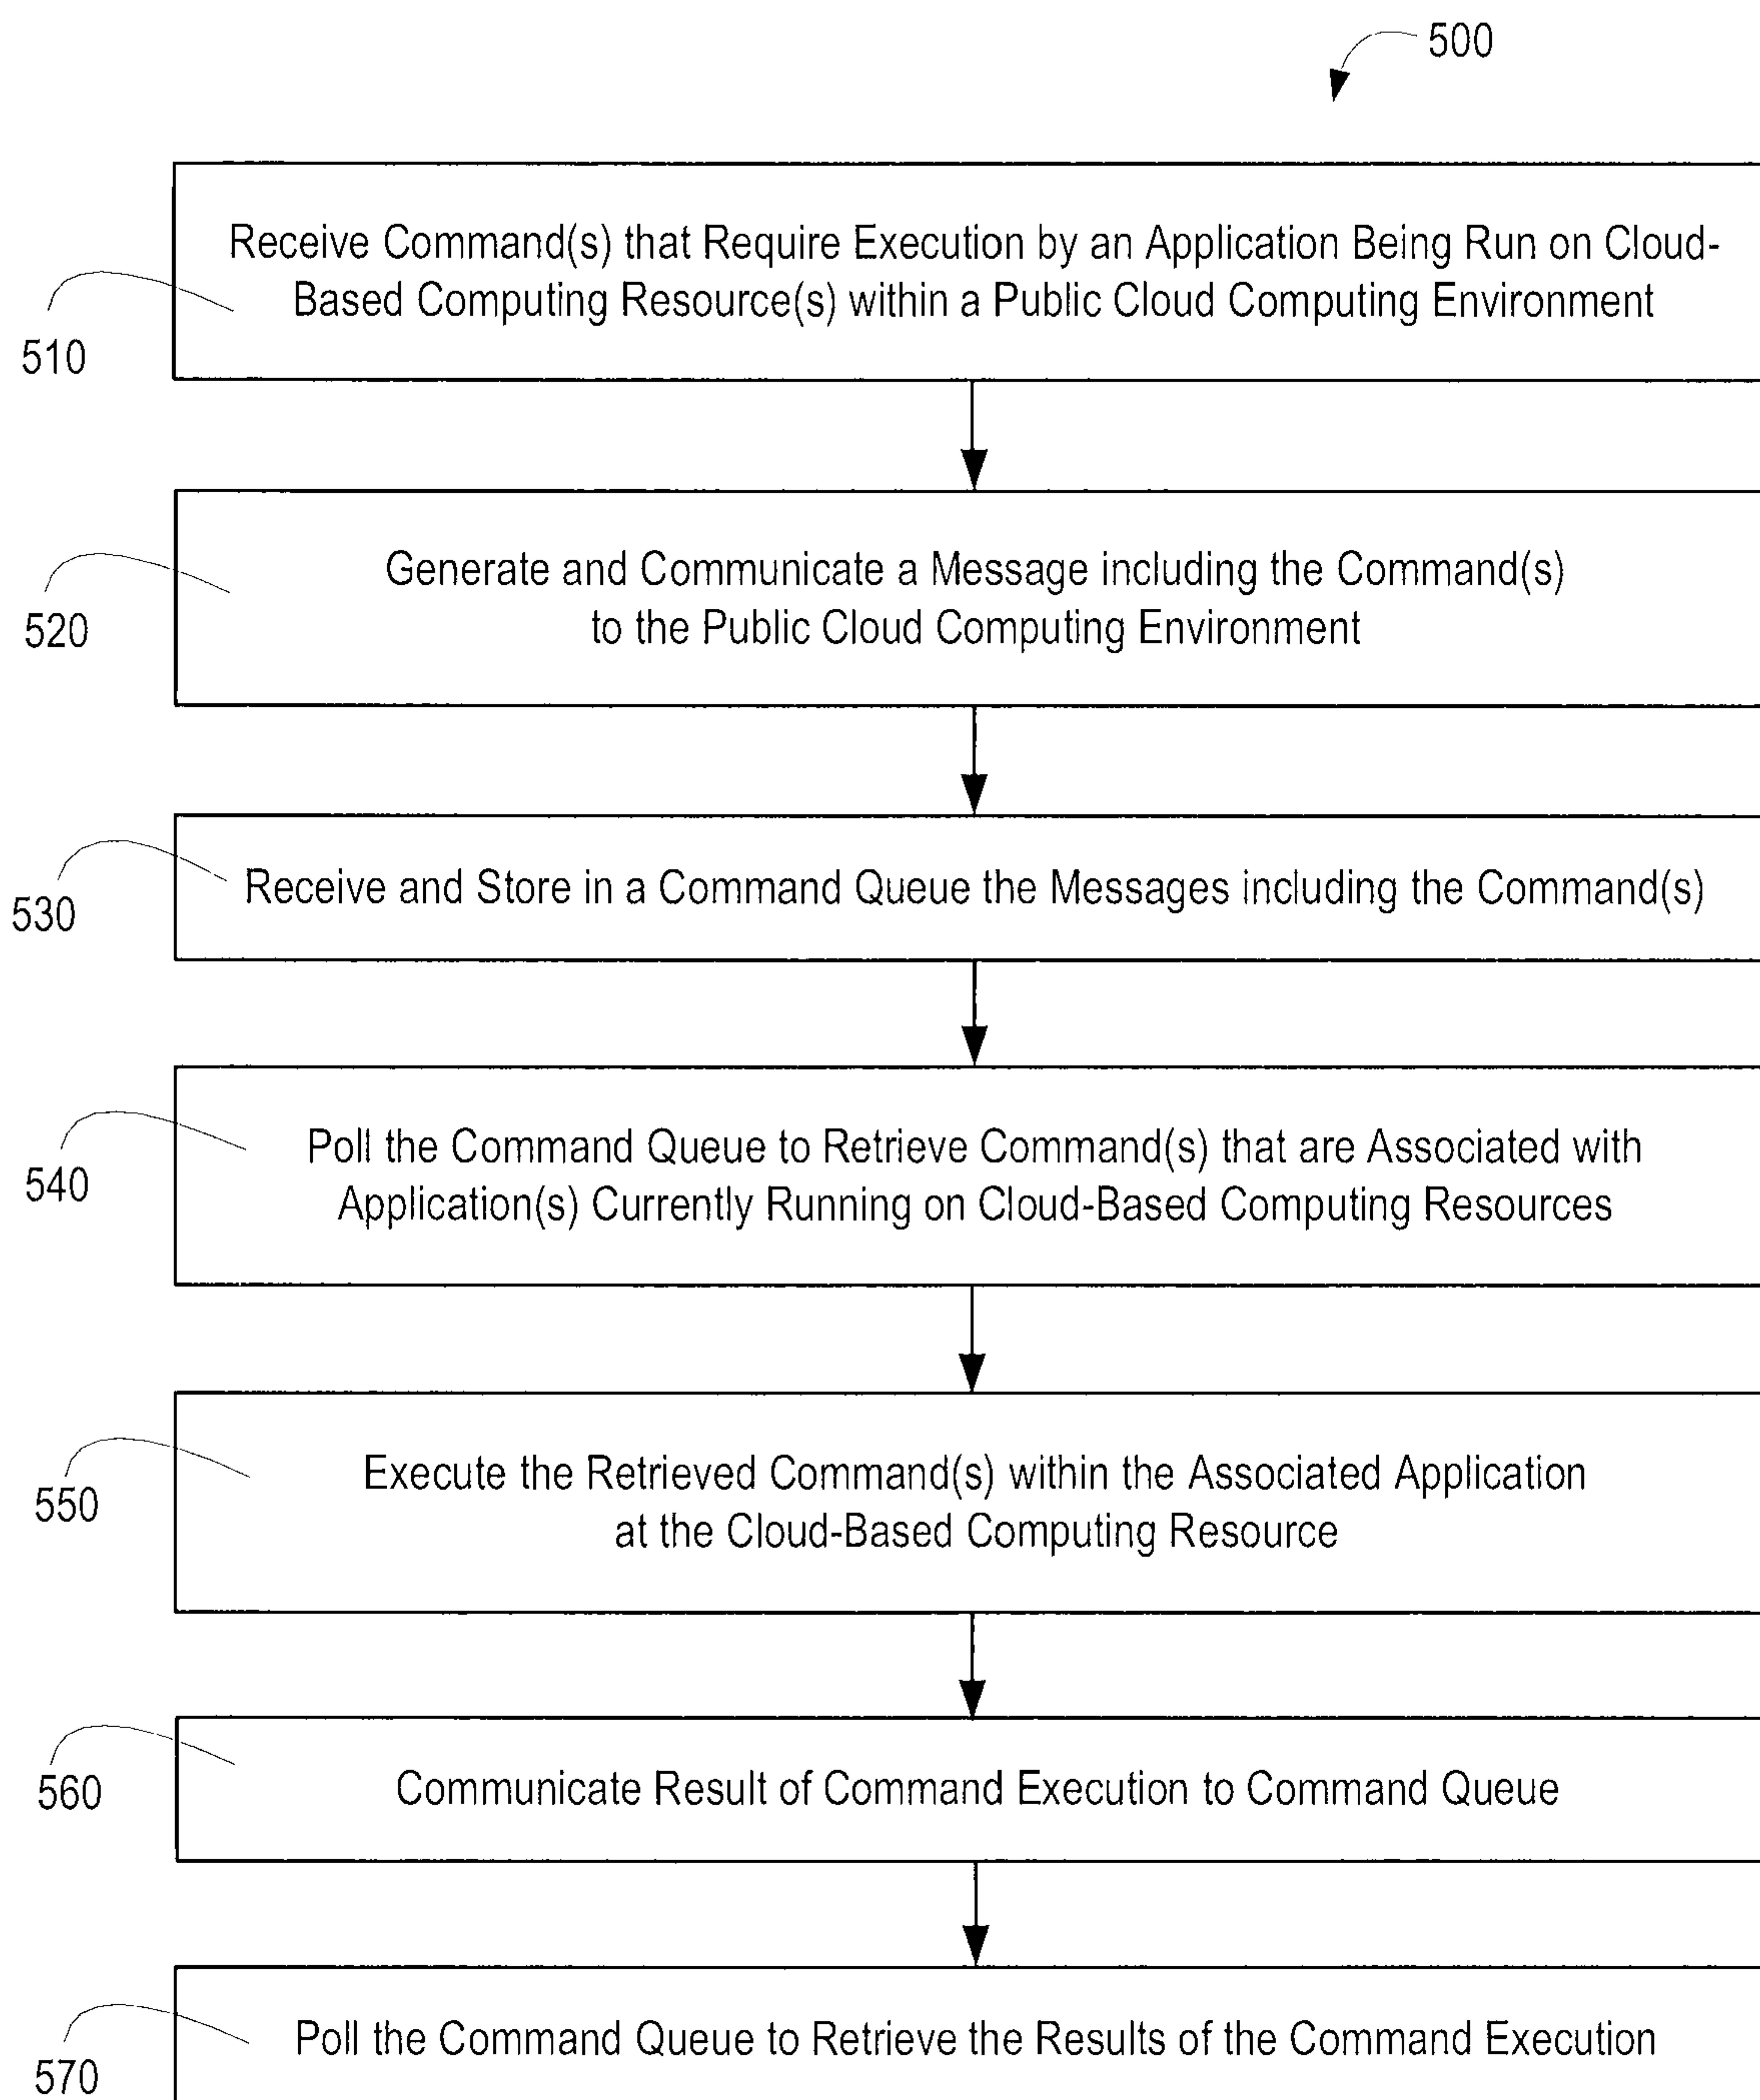 500
Receive Command(s) that Require Execution by an Application Being Run on Cloud-
Based Computing Resource(s) within a Public Cloud Computing Environment
510
Generate and Communicate a Message including the Command(s)
to the Public Cloud Computing Environment
520
Receive and Store in a Command Queue the Messages including the Command(s)
530
Poll the Command Queue to Retrieve Command(s) that are Associated with
Application(s) Currently Running on Cloud-Based Computing Resources
540
Execute the Retrieved Command(s) within the Associated Application
at the Cloud-Based Computing Resource
550
Communicate Result of Command Execution to Command Queue
560
Poll the Command Queue to Retrieve the Results of the Command Execution
570